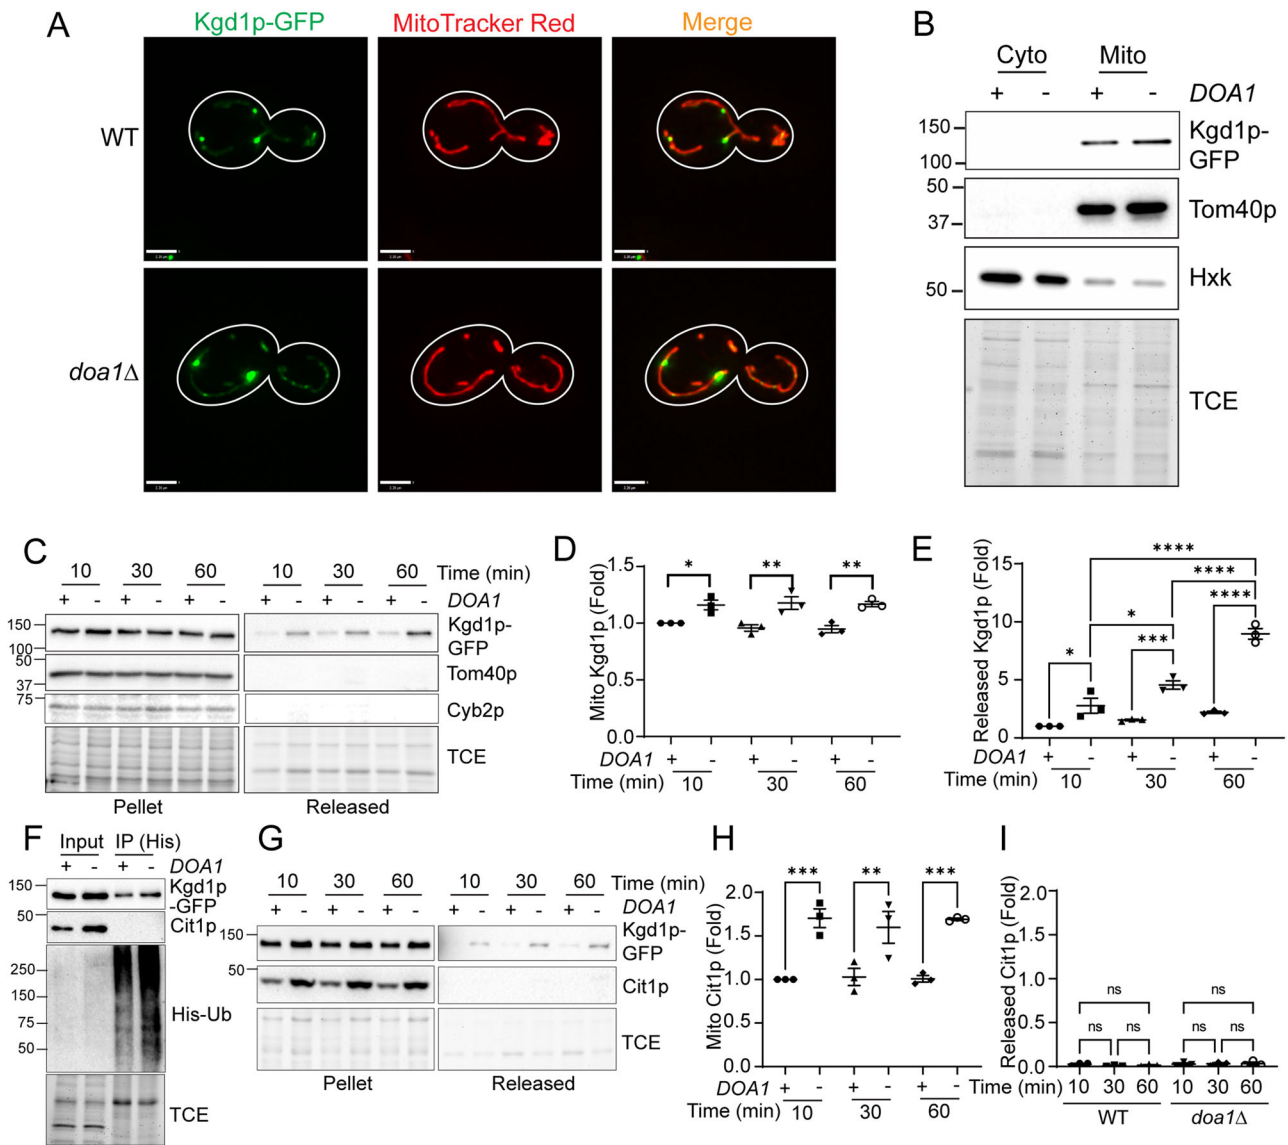 A
Kgd1p-GFP
MitoTracker Red
Merge
WT
doa1Δ
B
Cyto Mito
+ - + - DOA1
150
100
Kgd1p-
GFP
50
37
Tom40p
50
Hxk
TCE
C
10 30 60 10 30 60 Time (min)
+ - + - + - + - + - + - DOA1
150
100
Kgd1p-
GFP
50
37
Tom40p
75
Cyb2p
TCE
Pellet Released
D
Mito Kgd1p (Fold)
1.5
1.0
0.5
0.0
* ** **
DOA1 + - + - + -
Time (min) 10 30 60
E
Released Kgd1p (Fold)
15
10
5
0
****
****
* ****
* ***
DOA1 + - + - + -
Time (min) 10 30 60
F
Input IP (His)
+ - + - DOA1
150
Kgd1p
-GFP
50
Cit1p
250
150
75
50
His-Ub
TCE
G
10 30 60 10 30 60 Time (min)
+ - + - + - + - + - + - DOA1
150
Kgd1p-
GFP
50
Cit1p
TCE
Pellet Released
H
Mito Cit1p (Fold)
2.0
1.5
1.0
0.5
0.0
*** ** ***
DOA1 + - + - + -
Time (min) 10 30 60
I
Released Cit1p (Fold)
2.0
1.5
1.0
0.5
0.0
ns ns
ns ns ns ns
Time (min) 10 30 60 10 30 60
WT doa1Δ